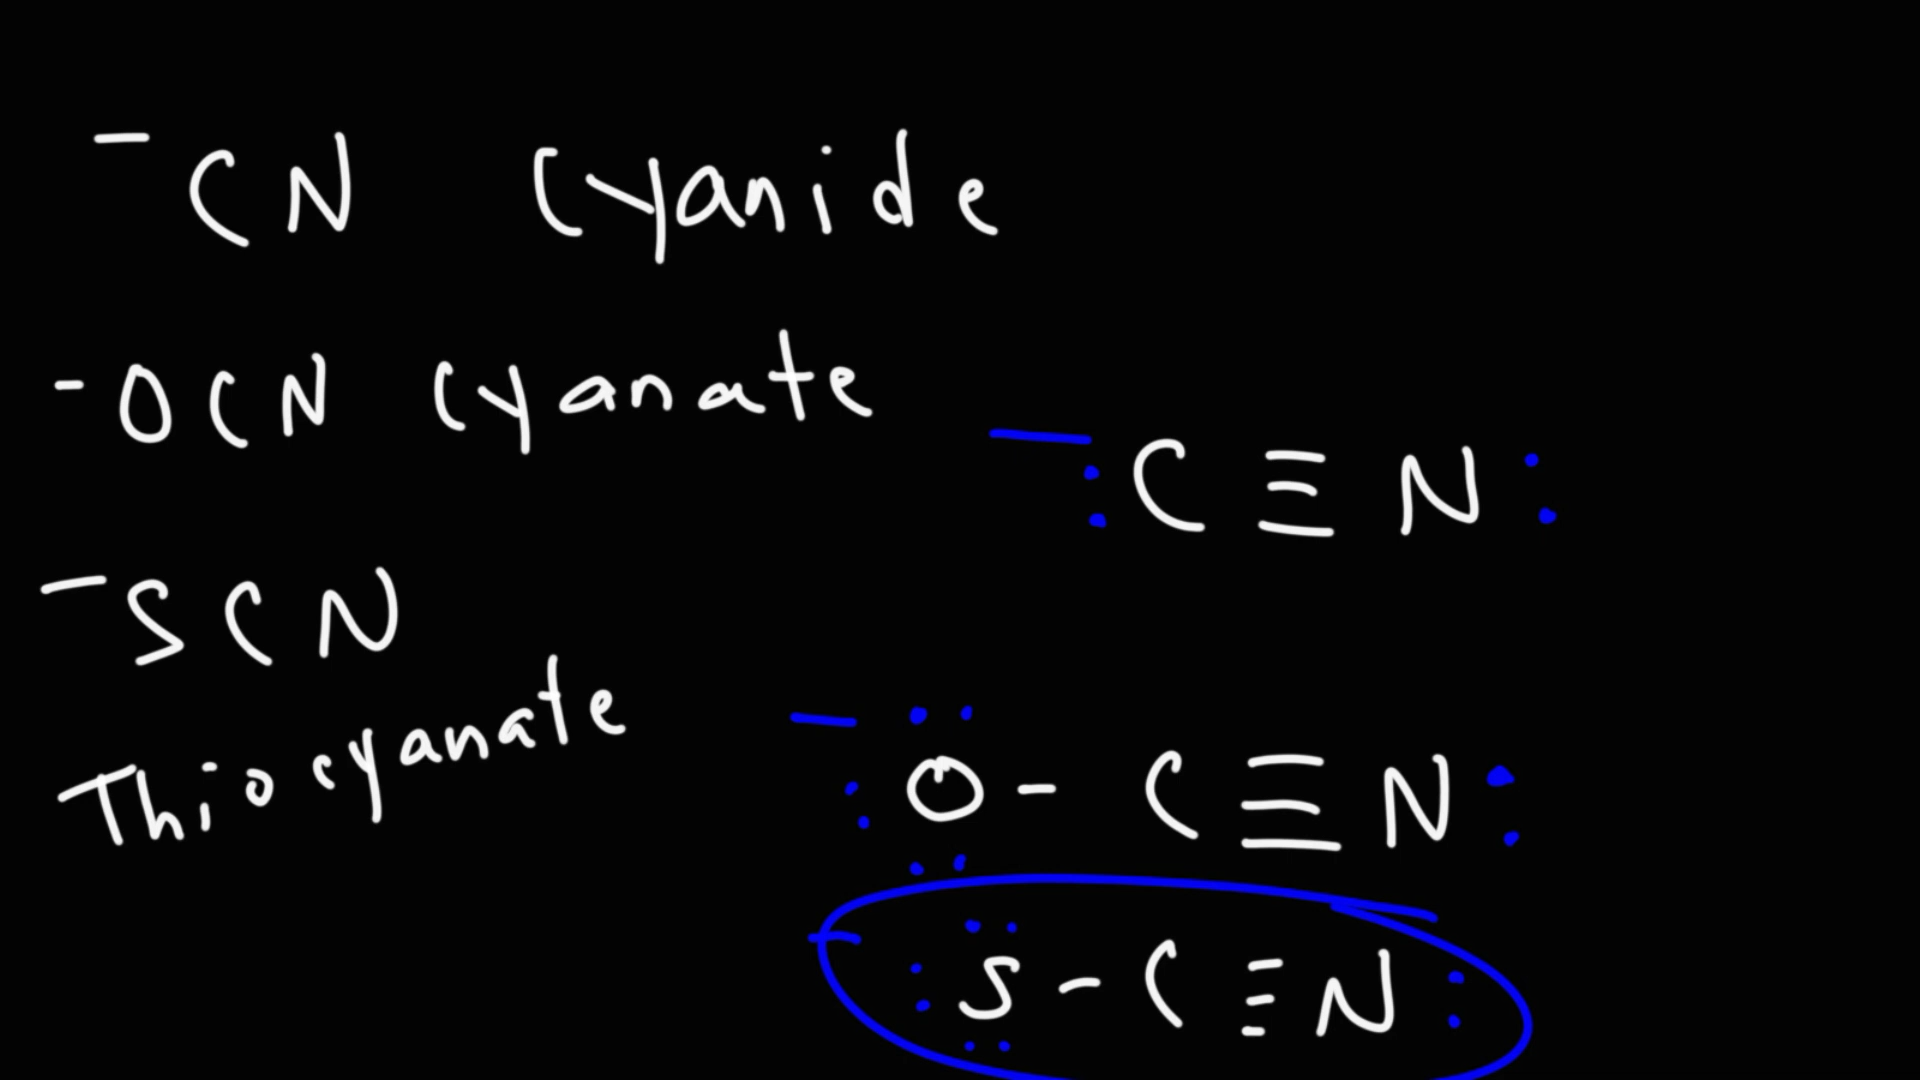 ⁻CN Cyanide
⁻OCN Cyanate
⁻SCN
Thiocyanate
⁻:C≡N:
⁻:Ö-C≡N:
⁻:S-C≡N: